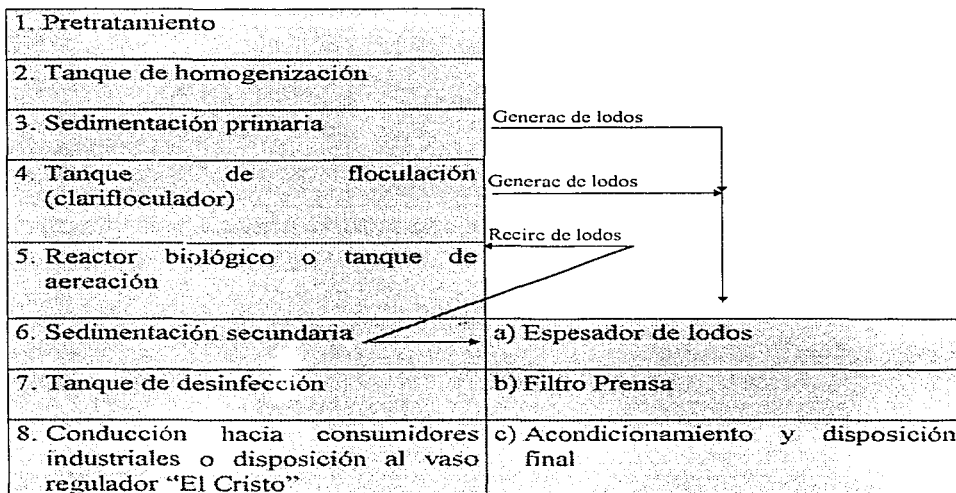 1. Pretratamiento
2. Tanque de homogenización
3. Sedimentación primaria
Generac de lodos
4. Tanque de floculación
(clarifloculador)
Generac de lodos
Recirc de lodos
5. Reactor biológico o tanque de
aereación
6. Sedimentación secundaria
a) Espesador de lodos
7. Tanque de desinfección
b) Filtro Prensa
8. Conducción hacia consumidores
industriales o disposición al vaso
regulador “El Cristo”
c) Acondicionamiento y disposición
final